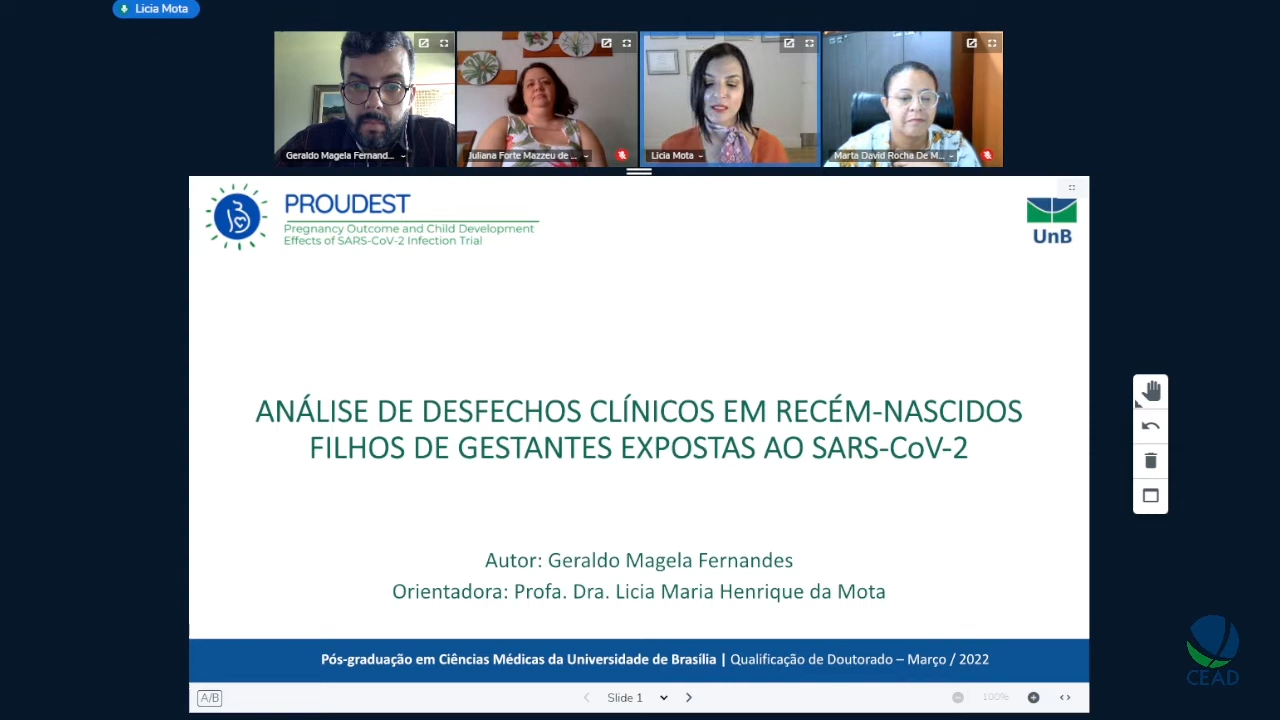 Licia Mota
Geraldo Magela Fernand...
Juliana Forte Mazzeu de ...
Licia Mota
Marta David Rocha De M...
PROUDEST
Pregnancy Outcome and Child Development
Effects of SARS-CoV-2 Infection Trial
UnB
ANÁLISE DE DESFECHOS CLÍNICOS EM RECÉM-NASCIDOS
FILHOS DE GESTANTES EXPOSTAS AO SARS-CoV-2
Autor: Geraldo Magela Fernandes
Orientadora: Profa. Dra. Licia Maria Henrique da Mota
Pós-graduação em Ciências Médicas da Universidade de Brasília | Qualificação de Doutorado – Março / 2022
A/B
Slide 1
100%
CEAD